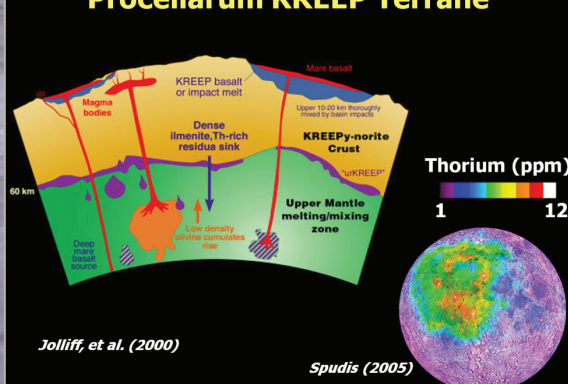 Procellarum KREEP Terrane
Mare basalt
KREEP basalt
or impact melt
Magma
bodies
Upper 10-20 km thoroughly
mixed by basin impacts
Dense
ilmenite,Th-rich
residua sink
KREEPy-norite
Crust
"urKREEP"
60 km
Upper Mantle
melting/mixing
zone
Low density
olivine cumulates
rise
Deep
mare
basalt
source
Thorium (ppm)
1 12
Jolliff, et al. (2000)
Spudis (2005)